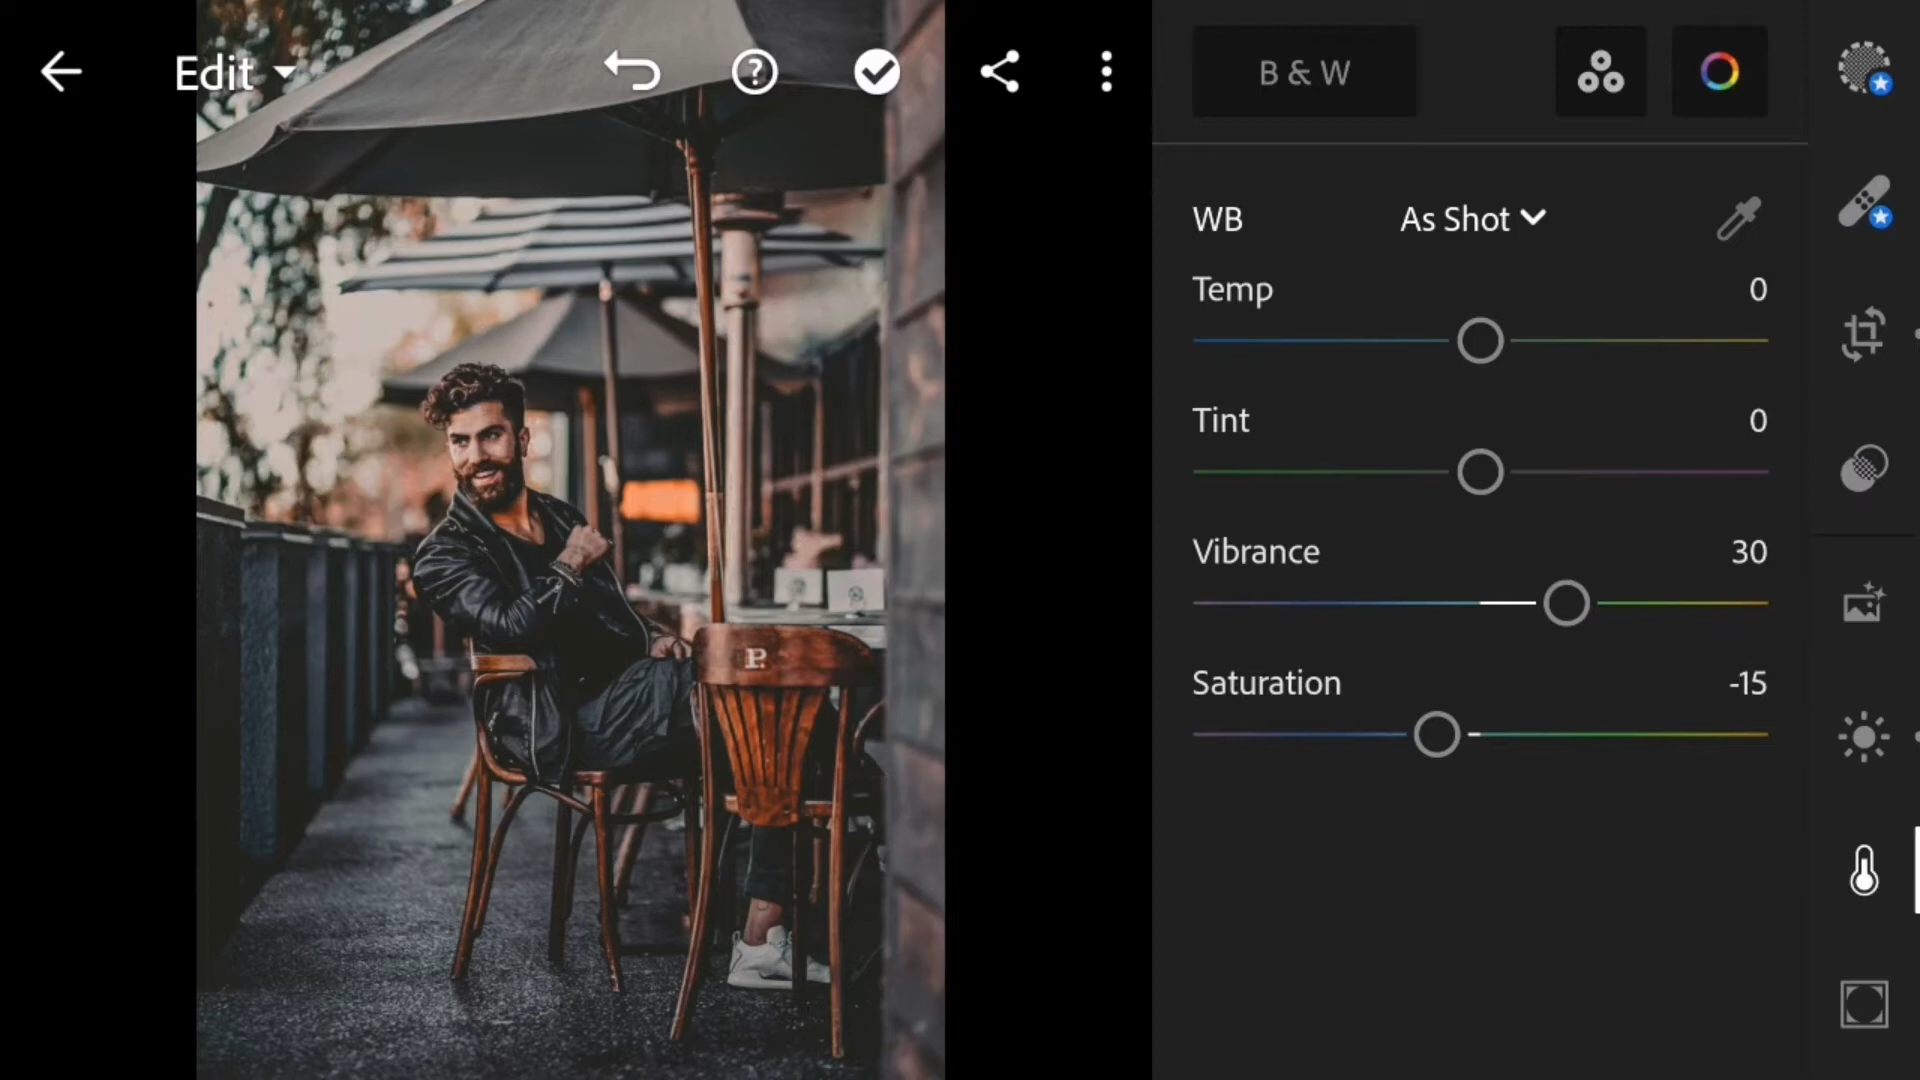 Edit
B & W
WB As Shot
Temp 0
Tint 0
Vibrance 30
Saturation -15
P.